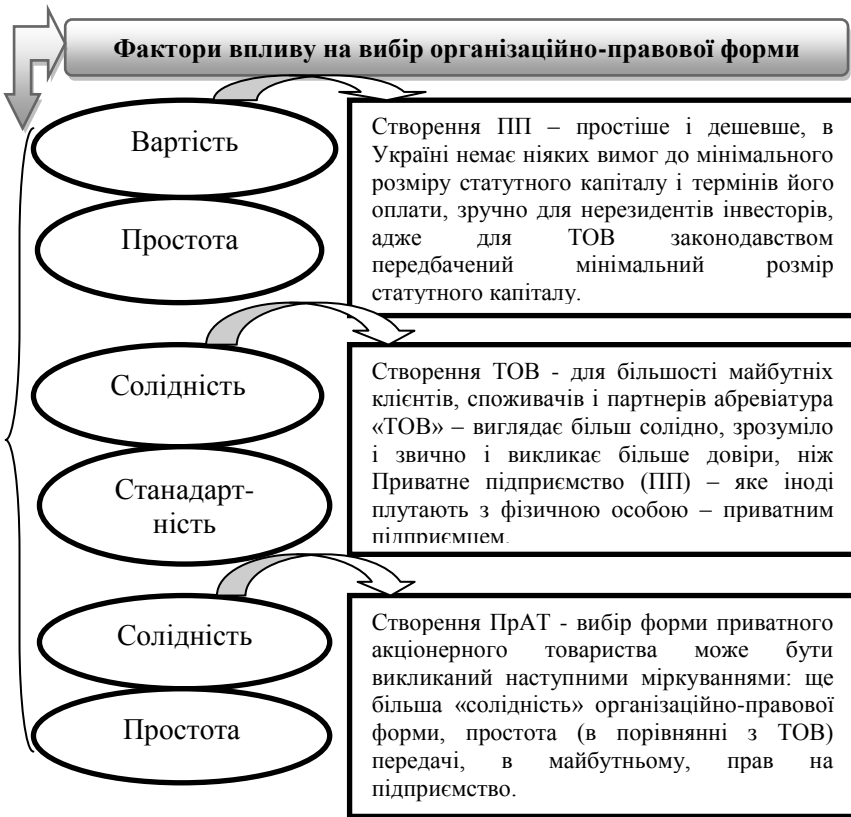 Фактори впливу на вибір організаційно-правової форми
Вартість
Простота
Створення ПП – простіше і дешевше, в
Україні немає ніяких вимог до мінімального
розміру статутного капіталу і термінів його
оплати, зручно для нерезидентів інвесторів,
адже для ТОВ законодавством
передбачений мінімальний розмір
статутного капіталу.
Солідність
Станадарт-
ність
Створення ТОВ - для більшості майбутніх
клієнтів, споживачів і партнерів абревіатура
«ТОВ» – виглядає більш солідно, зрозуміло
і звично і викликає більше довіри, ніж
Приватне підприємство (ПП) – яке іноді
плутають з фізичною особою – приватним
підприємцем.
Солідність
Простота
Створення ПрАТ - вибір форми приватного
акціонерного товариства може бути
викликаний наступними міркуваннями: ще
більша «солідність» організаційно-правової
форми, простота (в порівнянні з ТОВ)
передачі, в майбутньому, прав на
підприємство.